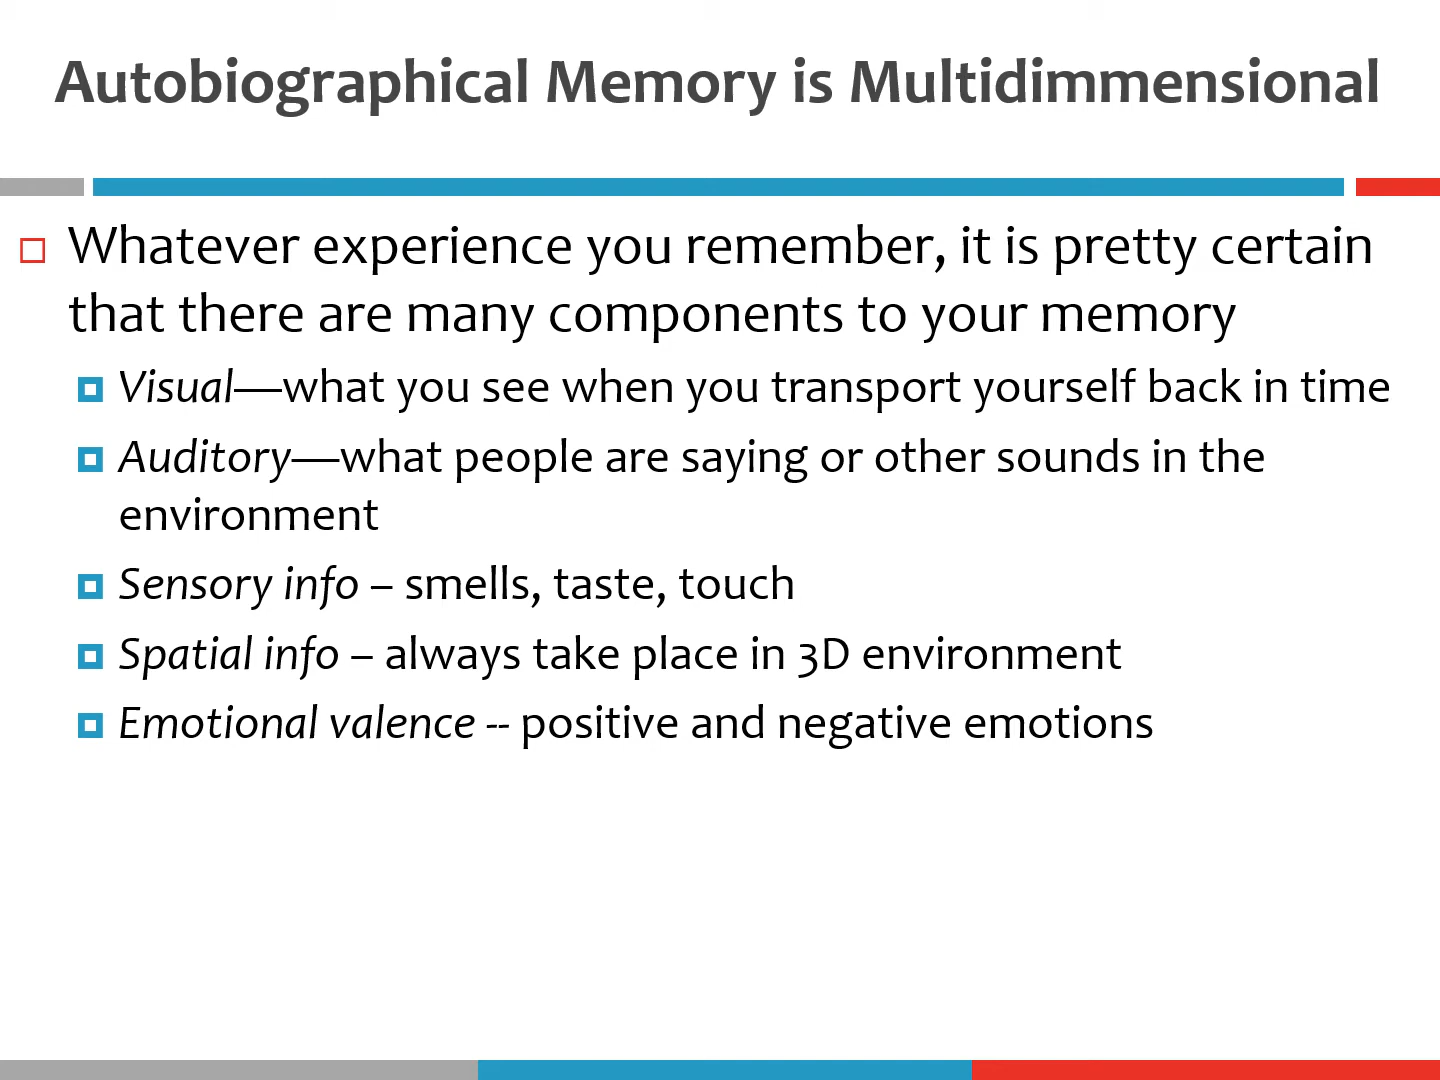 Autobiographical Memory is Multidimmensional
Whatever experience you remember, it is pretty certain
that there are many components to your memory
Visual—what you see when you transport yourself back in time
Auditory—what people are saying or other sounds in the
environment
Sensory info – smells, taste, touch
Spatial info – always take place in 3D environment
Emotional valence -- positive and negative emotions